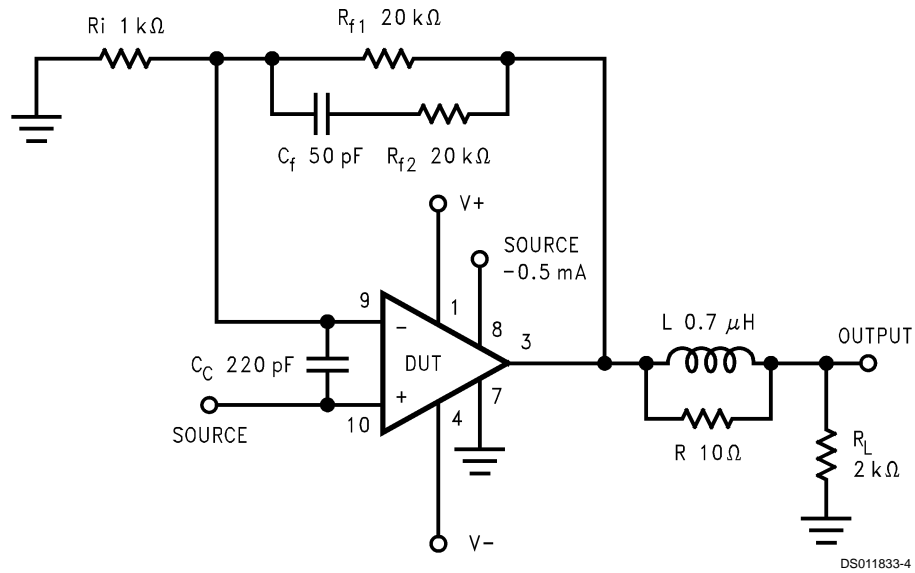 Ri 1 kΩ
Rf1 20 kΩ
Cf 50 pF
Rf2 20 kΩ
V+
SOURCE
-0.5 mA
9
1
8
3
L 0.7 μH
OUTPUT
-
DUT
CC 220 pF
+
7
4
10
SOURCE
R 10Ω
RL
2 kΩ
V-
DS011833-4